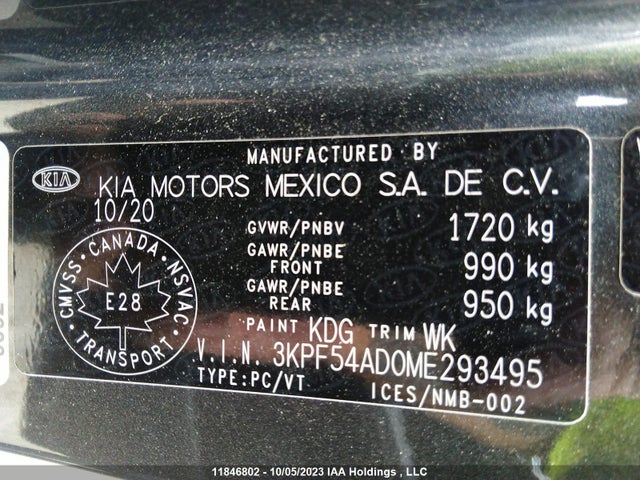 MANUFACTURED BY
KIA KIA MOTORS MEXICO S.A. DE C.V.
10/20
GVWR/PNBV 1720 kg
GAWR/PNBE FRONT 990 kg
GAWR/PNBE REAR 950 kg
PAINT KDG TRIM WK
V.I.N. 3KPF54AD0ME293495
TYPE:PC/VT ICES/NMB-002
CMVSS · CANADA · NSVAC · TRANSPORT ·
E28
11846802 - 10/05/2023 IAA Holdings , LLC